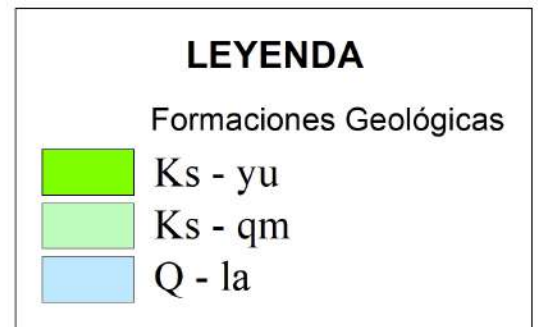 LEYENDA
Formaciones Geológicas
Ks - yu
Ks - qm
Q - la